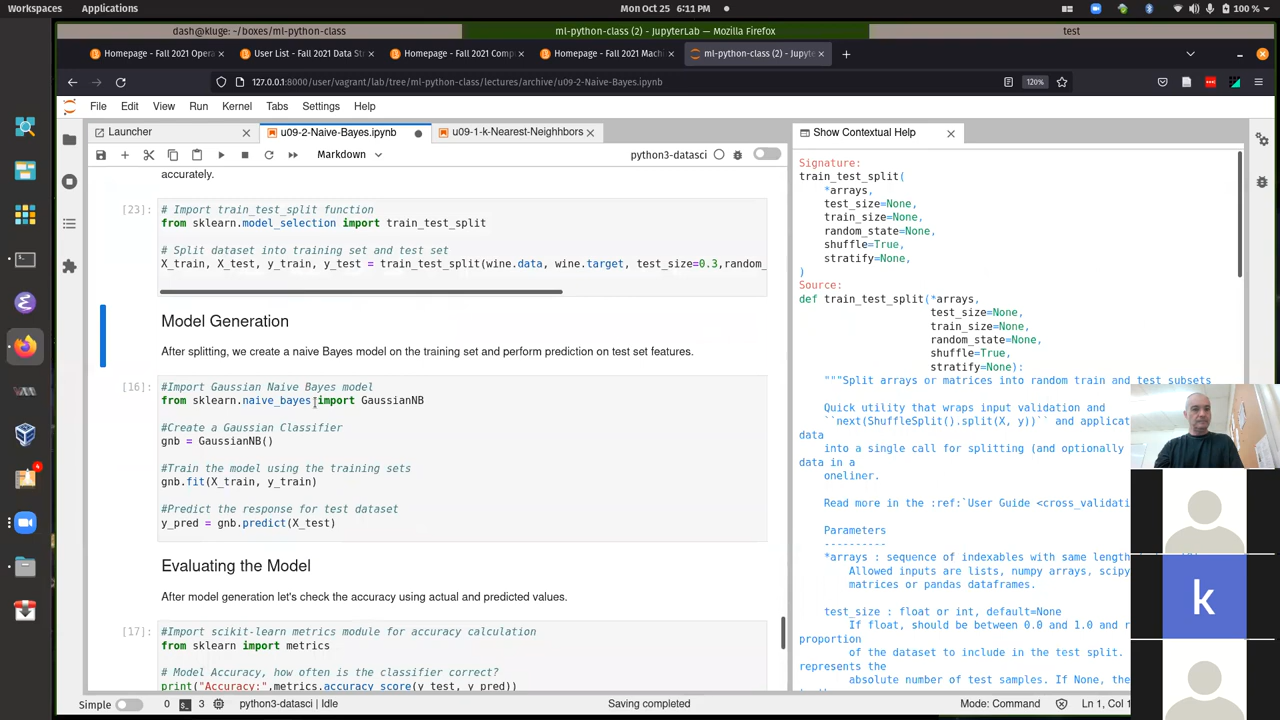 Workspaces Applications Mon Oct 25 6:11 PM 100 %
dash@kluge: ~/boxes/ml-python-class ml-python-class (2) - JupyterLab — Mozilla Firefox test
Homepage - Fall 2021 Opera User List - Fall 2021 Data St Homepage - Fall 2021 Comp Homepage - Fall 2021 Machi ml-python-class (2) - Jupyte
127.0.0.1:8000/user/vagrant/lab/tree/ml-python-class/lectures/archive/u09-2-Naive-Bayes.ipynb 120%
File Edit View Run Kernel Tabs Settings Help
Launcher u09-2-Naive-Bayes.ipynb u09-1-k-Nearest-Neighhbors Show Contextual Help
Markdown python3-datasci
accurately.
[23]: # Import train_test_split function
from sklearn.model_selection import train_test_split
# Split dataset into training set and test set
X_train, X_test, y_train, y_test = train_test_split(wine.data, wine.target, test_size=0.3,random_
Model Generation
After splitting, we create a naive Bayes model on the training set and perform prediction on test set features.
[16]: #Import Gaussian Naive Bayes model
from sklearn.naive_bayes import GaussianNB
#Create a Gaussian Classifier
gnb = GaussianNB()
#Train the model using the training sets
gnb.fit(X_train, y_train)
#Predict the response for test dataset
y_pred = gnb.predict(X_test)
Evaluating the Model
After model generation let's check the accuracy using actual and predicted values.
[17]: #Import scikit-learn metrics module for accuracy calculation
from sklearn import metrics
# Model Accuracy, how often is the classifier correct?
print("Accuracy:",metrics.accuracy_score(y_test, y_pred))
Signature:
train_test_split(
*arrays,
test_size=None,
train_size=None,
random_state=None,
shuffle=True,
stratify=None,
)
Source:
def train_test_split(*arrays,
test_size=None,
train_size=None,
random_state=None,
shuffle=True,
stratify=None):
"""Split arrays or matrices into random train and test subsets
Quick utility that wraps input validation and
``next(ShuffleSplit().split(X, y))`` and applicat
data
into a single call for splitting (and optionally
data in a
oneliner.
Read more in the :ref:`User Guide <cross_validati
Parameters
----------
*arrays : sequence of indexables with same length
Allowed inputs are lists, numpy arrays, scipy
matrices or pandas dataframes.
test_size : float or int, default=None
If float, should be between 0.0 and 1.0 and r
proportion
of the dataset to include in the test split.
represents the
absolute number of test samples. If None, the
k
Simple 0 3 python3-datasci | Idle Saving completed Mode: Command Ln 1, Col 1